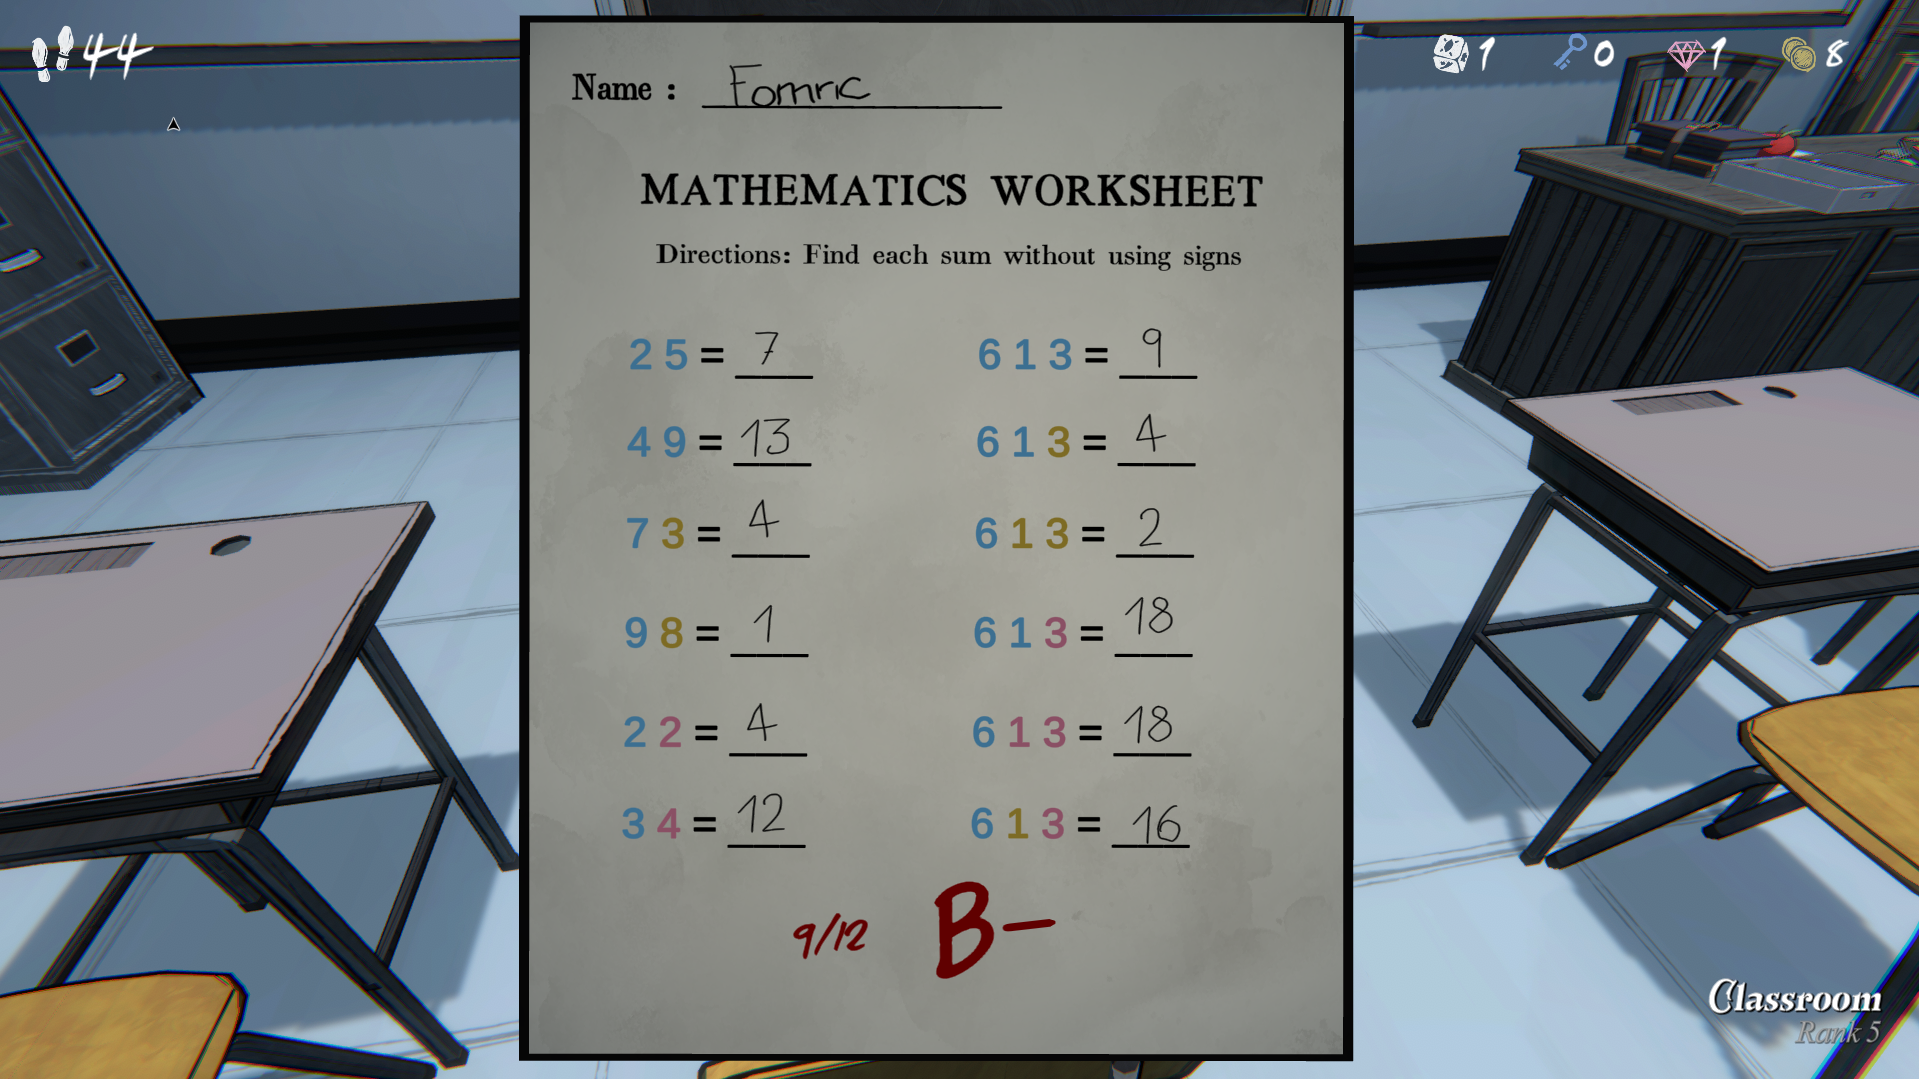 44
1 0 1 8
Name : Fomric
MATHEMATICS WORKSHEET
Directions: Find each sum without using signs
2 5 = 7
4 9 = 13
7 3 = 4
9 8 = 1
2 2 = 4
3 4 = 12
6 1 3 = 9
6 1 3 = 4
6 1 3 = 2
6 1 3 = 18
6 1 3 = 18
6 1 3 = 16
9/12 B-
Classroom
Rank 5